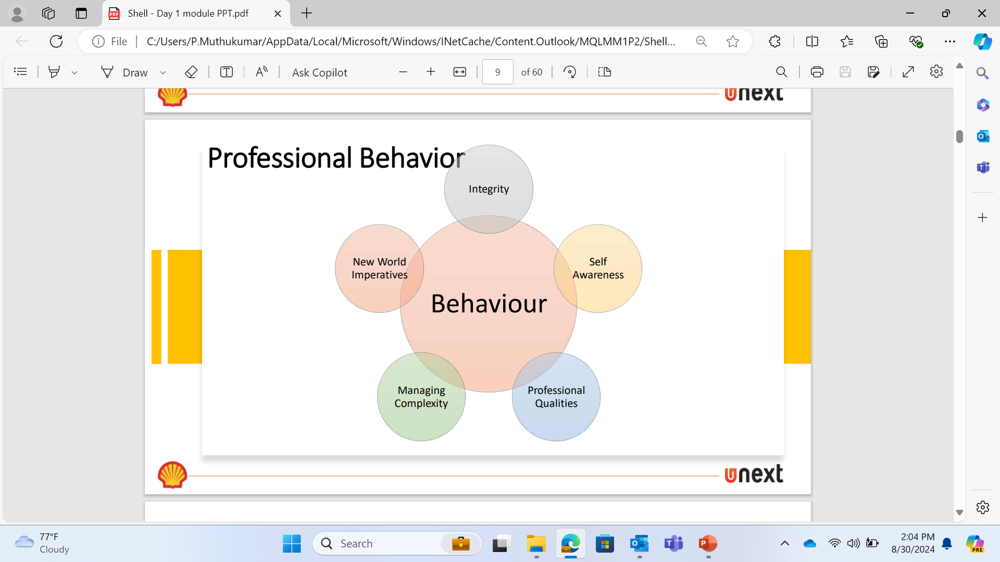 Shell - Day 1 module PPT.pdf
File
C:/Users/P.Muthukumar/AppData/Local/Microsoft/Windows/INetCache/Content.Outlook/MQLMM1P2/Shell...
Draw
Ask Copilot
9 of 60
unext
Professional Behavior
Integrity
New World
Imperatives
Self
Awareness
Behaviour
Managing
Complexity
Professional
Qualities
unext
77°F
Cloudy
Search
2:04 PM
8/30/2024
PRE